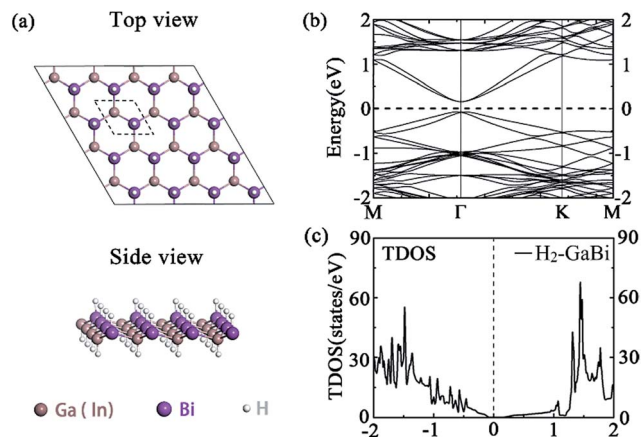 (a)
Top view
Side view
Ga ( In)
Bi
H
(b)
Energy(eV)
2
1
0
-1
-2
2
1
0
-1
-2
M
Γ
K
M
(c)
TDOS
H₂-GaBi
TDOS(states/eV)
90
60
30
0
90
60
30
0
-2
-1
0
1
2